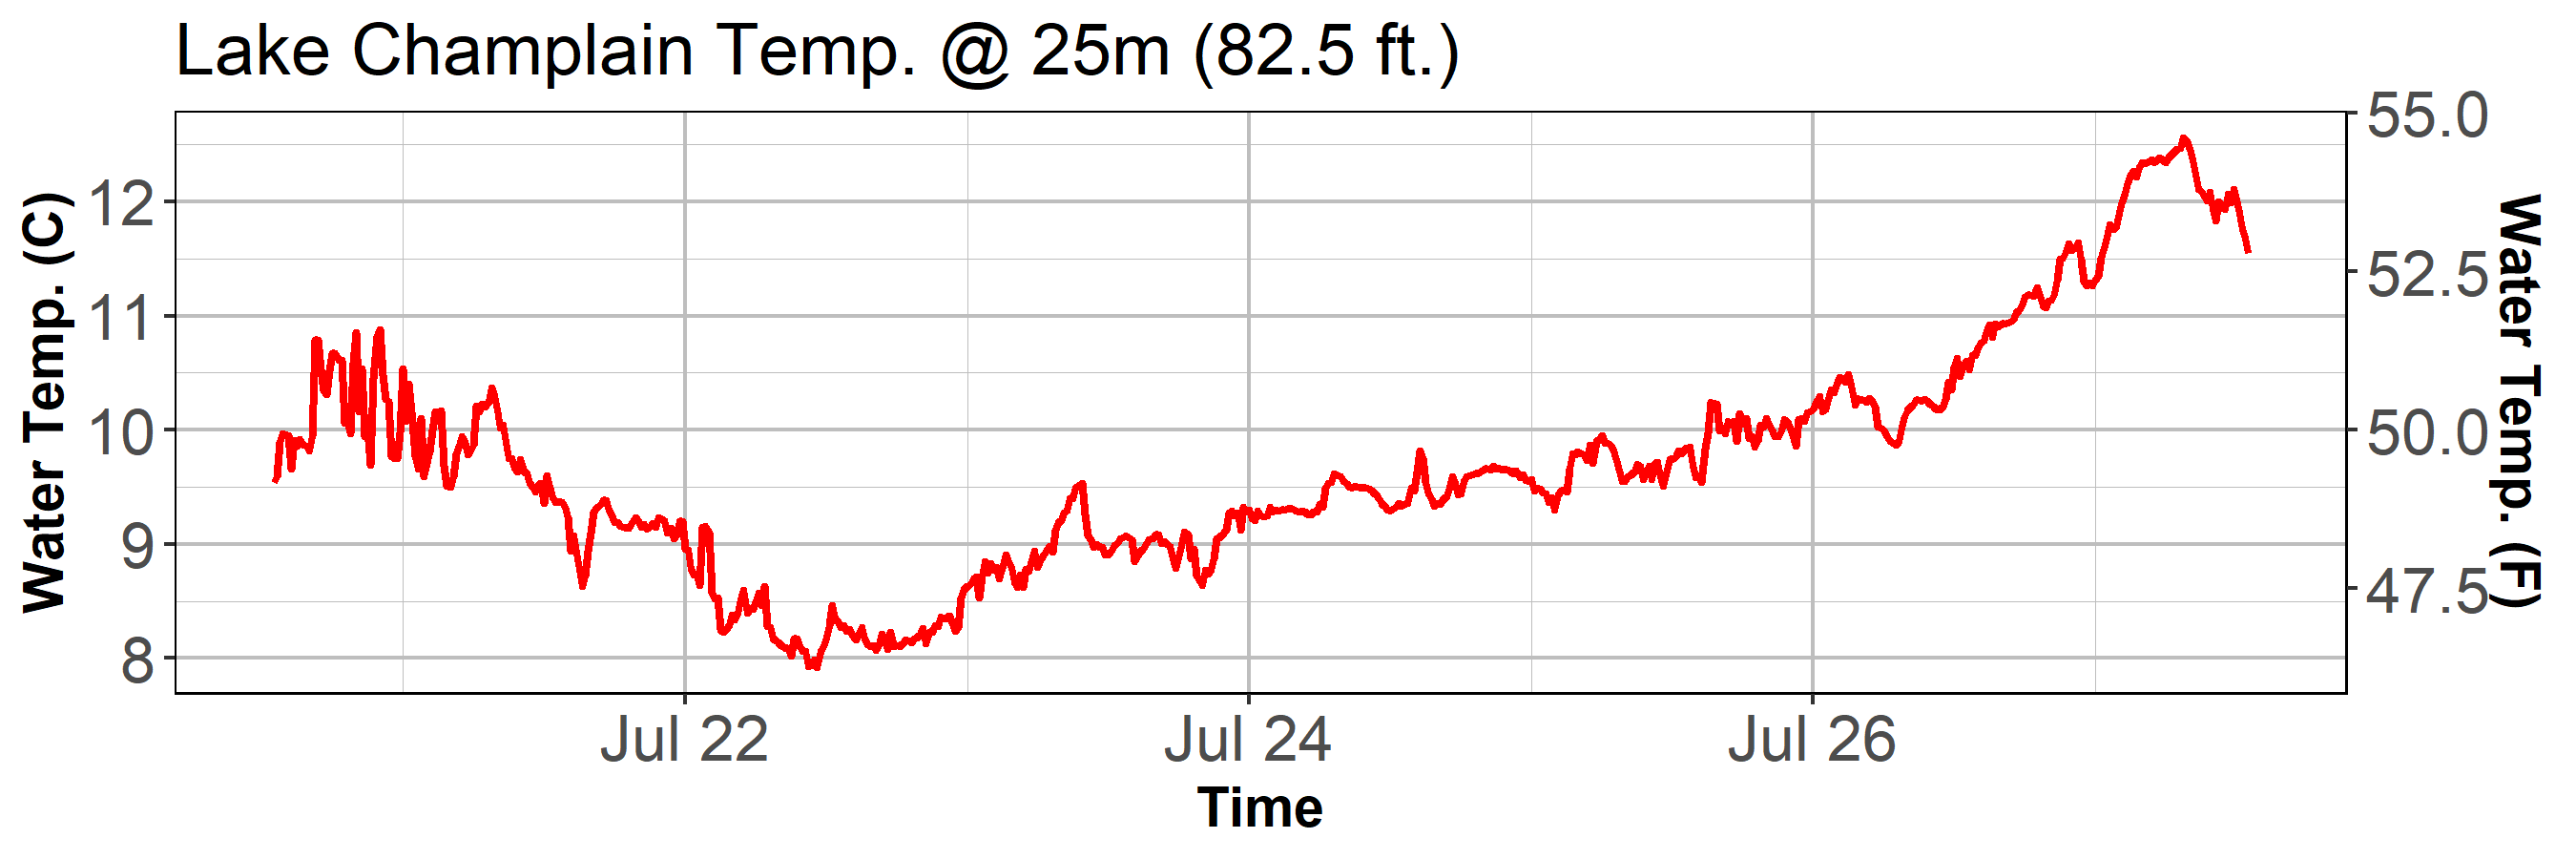 Lake Champlain Temp. @ 25m (82.5 ft.)
Water Temp. (C)
12
11
10
9
8
55.0
52.5
50.0
47.5
Water Temp. (F)
Jul 22 Jul 24 Jul 26
Time